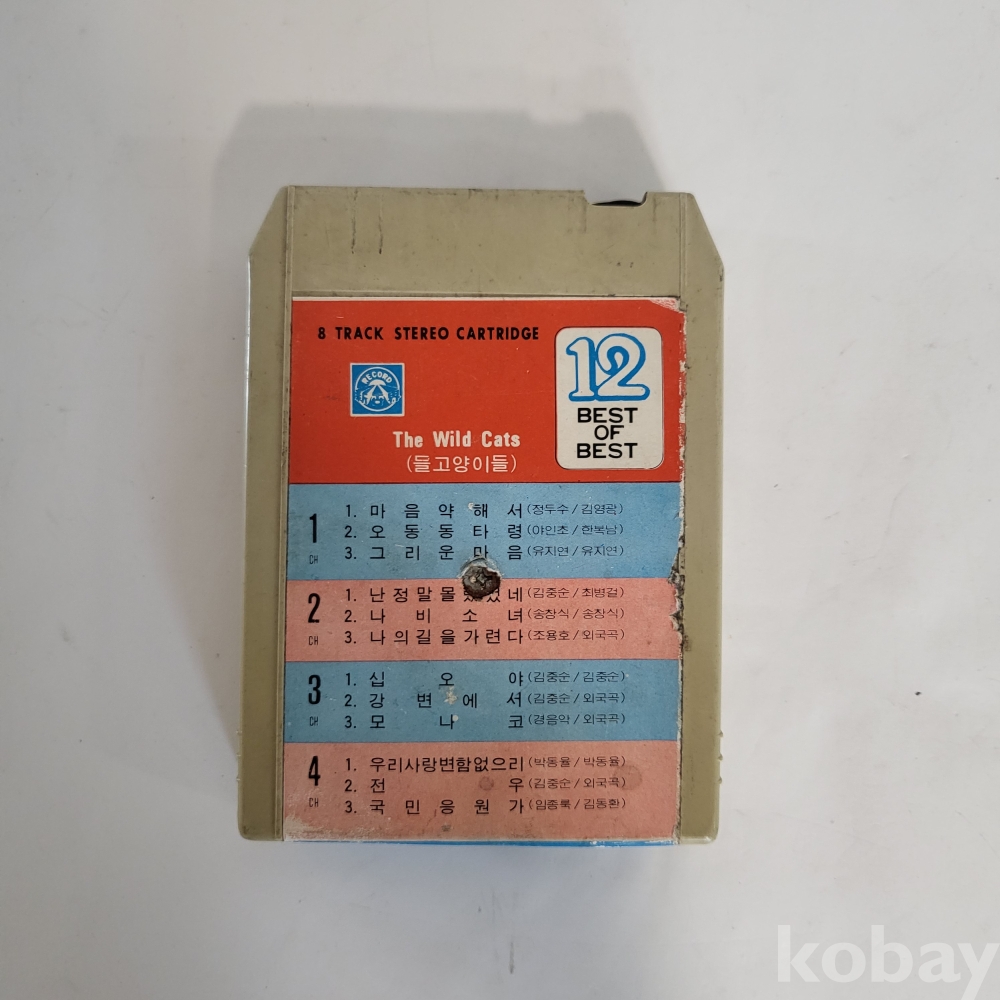 8 TRACK STEREO CARTRIDGE
RECORD
12
BEST
OF
BEST
The Wild Cats
(들고양이들)
1 CH
1. 마음약해서 (정두수/김영광)
2. 오동동타령 (야인초/한복남)
3. 그리운마음 (유지연/유지연)
2 CH
1. 난정말몰 네 (김중순/최병걸)
2. 나비소녀 (송창식/송창식)
3. 나의길을가련다 (조용호/외국곡)
3 CH
1. 십오야 (김중순/김중순)
2. 강변에서 (김중순/외국곡)
3. 모나코 (경음악/외국곡)
4 CH
1. 우리사랑변함없으리 (박동율/박동율)
2. 전우 (김중순/외국곡)
3. 국민응원가 (임종룩/김동환)
kobay